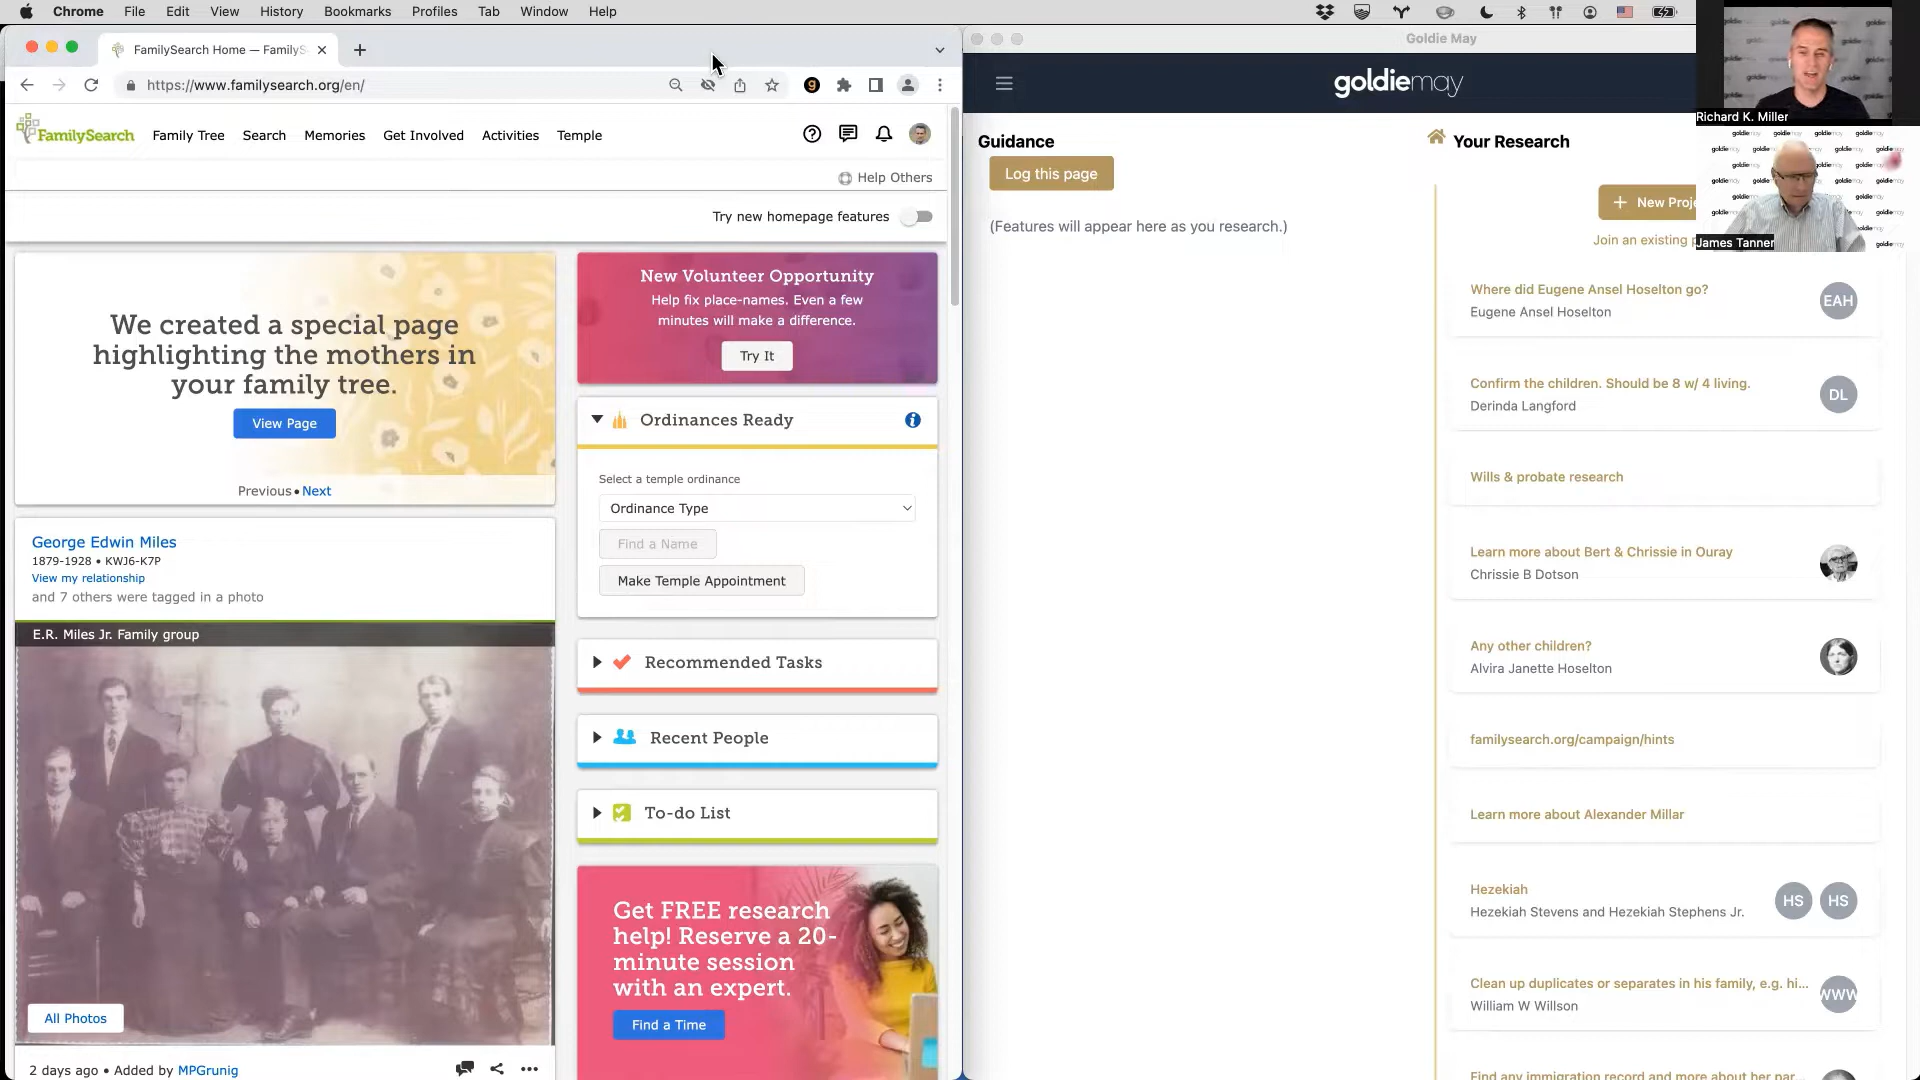 Chrome File Edit View History Bookmarks Profiles Tab Window Help
FamilySearch Home — FamilyS
https://www.familysearch.org/en/
g
FamilySearch
Family Tree Search Memories Get Involved Activities Temple
Help Others
Try new homepage features
We created a special page
highlighting the mothers in
your family tree.
View Page
Previous • Next
George Edwin Miles
1879-1928 • KWJ6-K7P
View my relationship
and 7 others were tagged in a photo
E.R. Miles Jr. Family group
All Photos
2 days ago • Added by MPGrunig
New Volunteer Opportunity
Help fix place-names. Even a few
minutes will make a difference.
Try It
Ordinances Ready
Select a temple ordinance
Ordinance Type
Find a Name
Make Temple Appointment
Recommended Tasks
Recent People
To-do List
Get FREE research
help! Reserve a 20-
minute session
with an expert.
Find a Time
Goldie May
goldiemay
Guidance
Log this page
(Features will appear here as you research.)
Your Research
+ New Proje
Join an existing p
Where did Eugene Ansel Hoselton go?
Eugene Ansel Hoselton
EAH
Confirm the children. Should be 8 w/ 4 living.
Derinda Langford
DL
Wills & probate research
Learn more about Bert & Chrissie in Ouray
Chrissie B Dotson
Any other children?
Alvira Janette Hoselton
familysearch.org/campaign/hints
Learn more about Alexander Millar
Hezekiah
Hezekiah Stevens and Hezekiah Stephens Jr.
HS HS
Clean up duplicates or separates in his family, e.g. hi...
William W Willson
WWW
Find any immigration record and more about her par...
Richard K. Miller
James Tanner